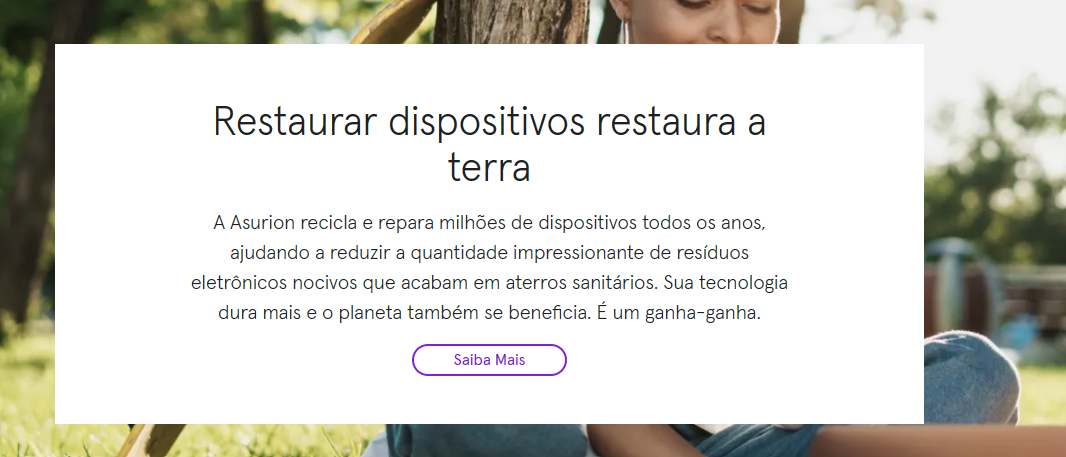 Restaurar dispositivos restaura a
terra
A Asurion recicla e repara milhões de dispositivos todos os anos,
ajudando a reduzir a quantidade impressionante de resíduos
eletrônicos nocivos que acabam em aterros sanitários. Sua tecnologia
dura mais e o planeta também se beneficia. É um ganha-ganha.
Saiba Mais